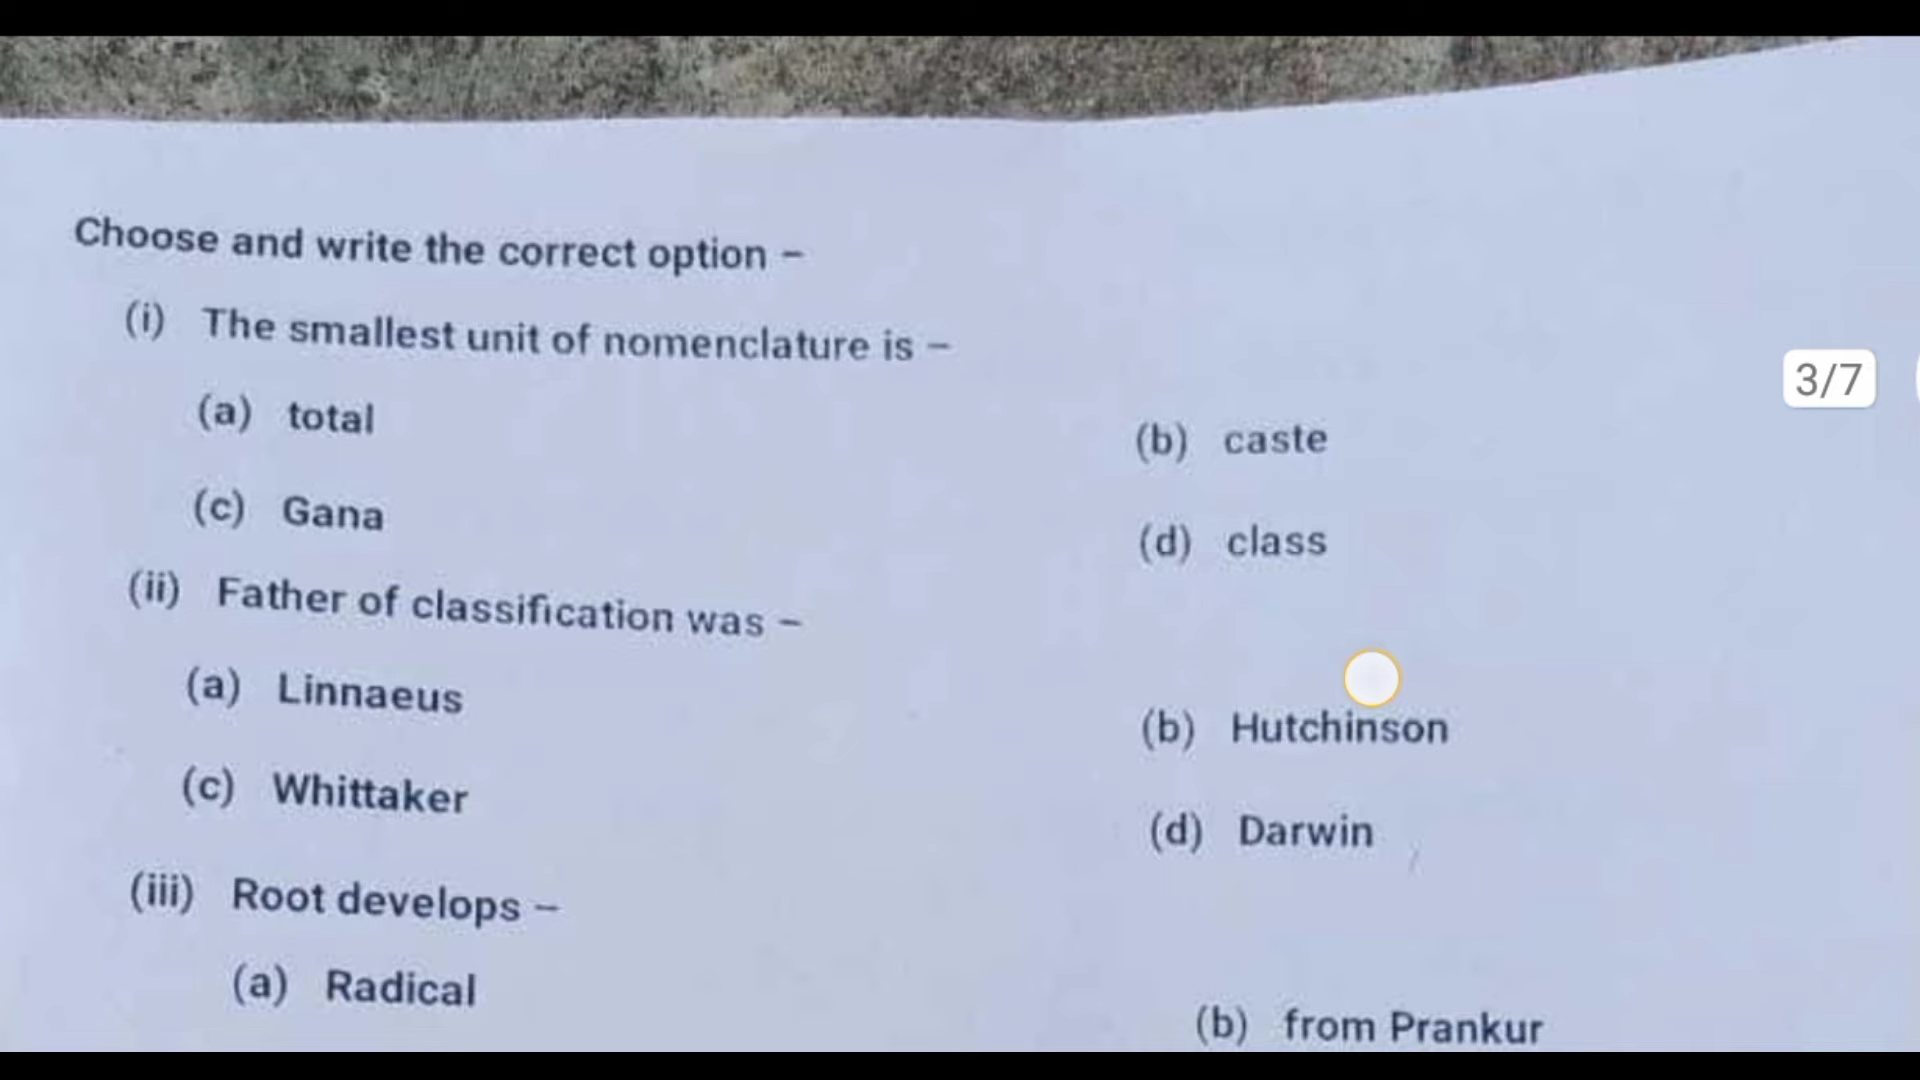 Choose and write the correct option –
(i) The smallest unit of nomenclature is –
(a) total
(b) caste
(c) Gana
(d) class
3/7
(ii) Father of classification was –
(a) Linnaeus
(b) Hutchinson
(c) Whittaker
(d) Darwin
(iii) Root develops –
(a) Radical
(b) from Prankur